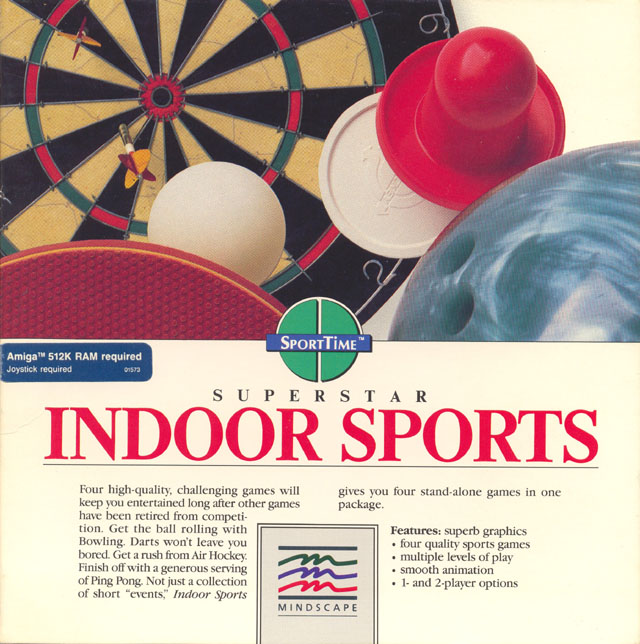 6
SPORTTIME™
Amiga™ 512K RAM required
Joystick required 01573
SUPERSTAR
INDOOR SPORTS
Four high-quality, challenging games will
keep you entertained long after other games
have been retired from competi-
tion. Get the ball rolling with
Bowling. Darts won't leave you
bored. Get a rush from Air Hockey.
Finish off with a generous serving
of Ping Pong. Not just a collection
of short "events," Indoor Sports
gives you four stand-alone games in one
package.
Features: superb graphics
• four quality sports games
• multiple levels of play
• smooth animation
• 1- and 2-player options
MINDSCAPE